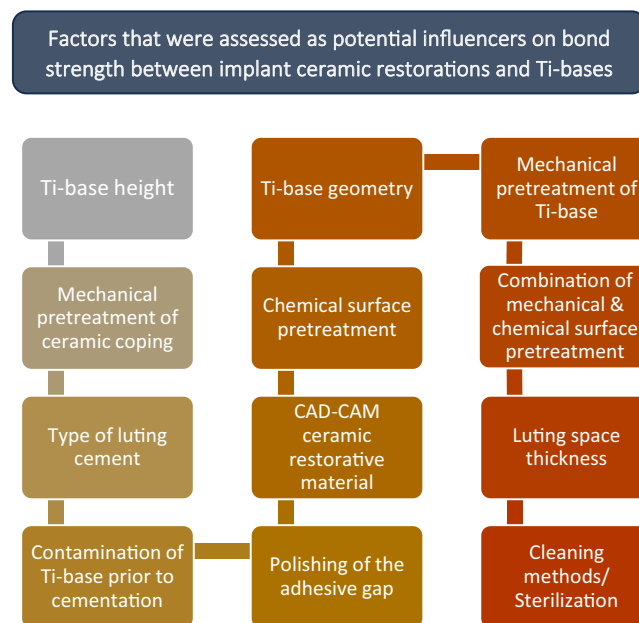 Factors that were assessed as potential influencers on bond
strength between implant ceramic restorations and Ti-bases
Ti-base height
Mechanical
pretreatment of
ceramic coping
Type of luting
cement
Contamination of
Ti-base prior to
cementation
Polishing of the
adhesive gap
CAD-CAM
ceramic
restorative
material
Chemical surface
pretreatment
Ti-base geometry
Mechanical
pretreatment of
Ti-base
Combination of
mechanical &
chemical surface
pretreatment
Luting space
thickness
Cleaning
methods/
Sterilization